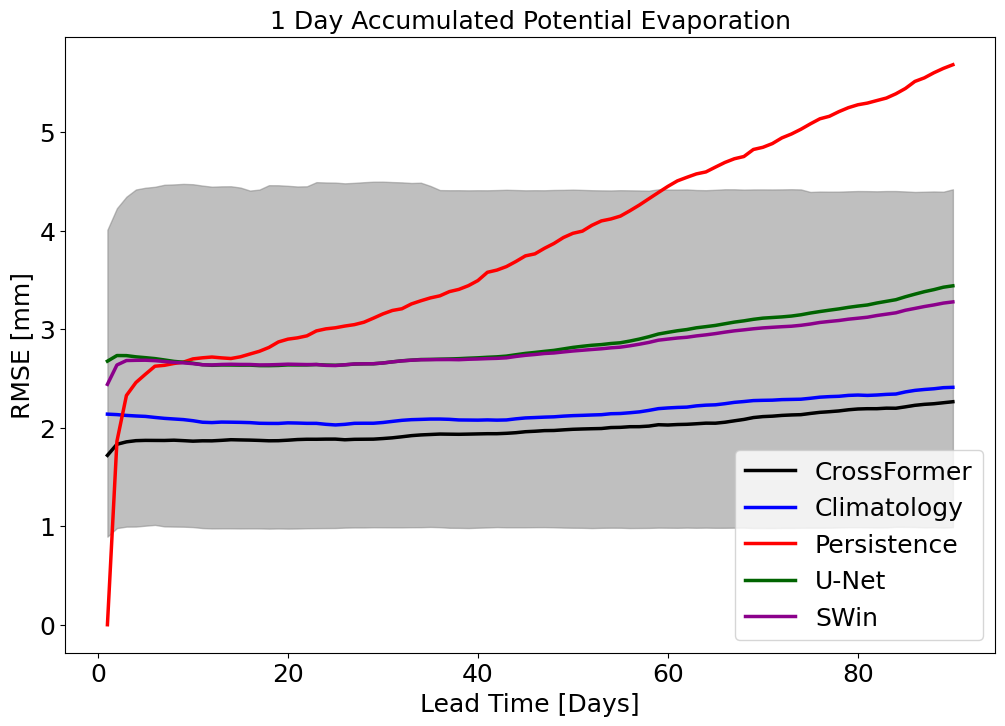 1 Day Accumulated Potential Evaporation
RMSE [mm]
5
4
3
2
1
0
CrossFormer
Climatology
Persistence
U-Net
SWin
0 20 40 60 80
Lead Time [Days]